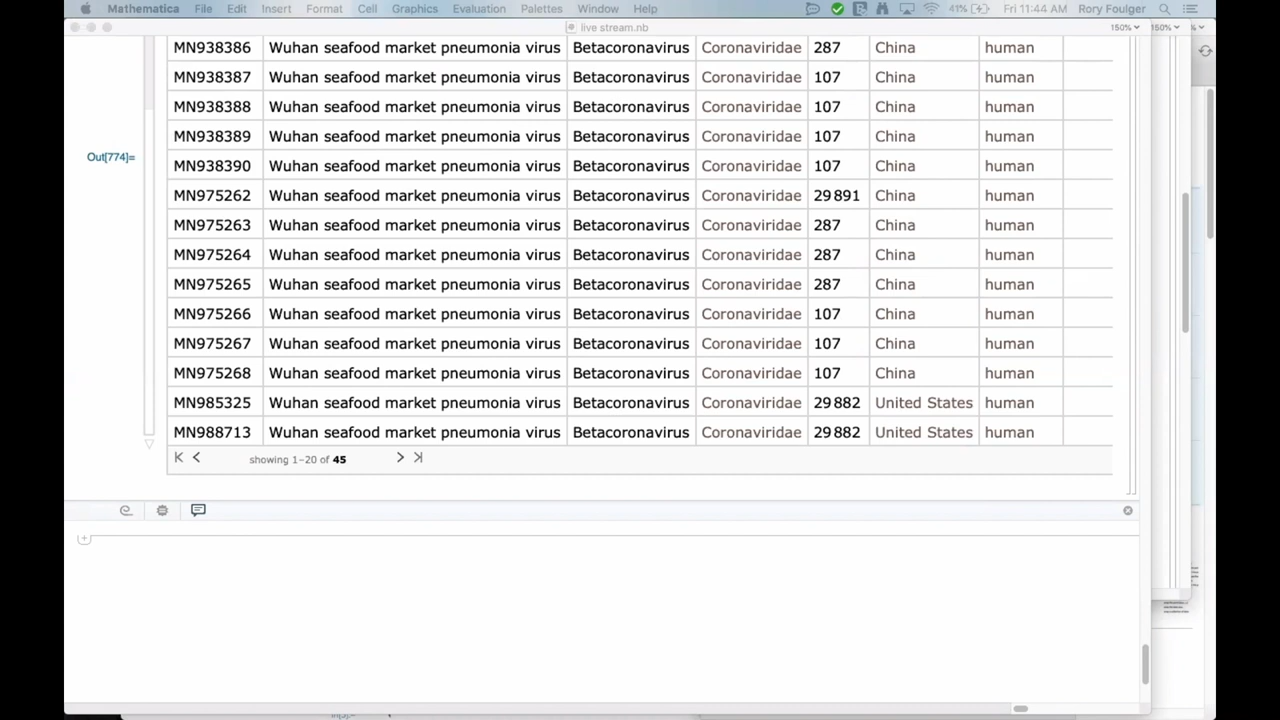 Mathematica File Edit Insert Format Cell Graphics Evaluation Palettes Window Help 41% Fri 11:44 AM Rory Foulger
live stream.nb 150% 150%
MN938386 Wuhan seafood market pneumonia virus Betacoronavirus Coronaviridae 287 China human
MN938387 Wuhan seafood market pneumonia virus Betacoronavirus Coronaviridae 107 China human
MN938388 Wuhan seafood market pneumonia virus Betacoronavirus Coronaviridae 107 China human
MN938389 Wuhan seafood market pneumonia virus Betacoronavirus Coronaviridae 107 China human
Out[774]=
MN938390 Wuhan seafood market pneumonia virus Betacoronavirus Coronaviridae 107 China human
MN975262 Wuhan seafood market pneumonia virus Betacoronavirus Coronaviridae 29891 China human
MN975263 Wuhan seafood market pneumonia virus Betacoronavirus Coronaviridae 287 China human
MN975264 Wuhan seafood market pneumonia virus Betacoronavirus Coronaviridae 287 China human
MN975265 Wuhan seafood market pneumonia virus Betacoronavirus Coronaviridae 287 China human
MN975266 Wuhan seafood market pneumonia virus Betacoronavirus Coronaviridae 107 China human
MN975267 Wuhan seafood market pneumonia virus Betacoronavirus Coronaviridae 107 China human
MN975268 Wuhan seafood market pneumonia virus Betacoronavirus Coronaviridae 107 China human
MN985325 Wuhan seafood market pneumonia virus Betacoronavirus Coronaviridae 29882 United States human
MN988713 Wuhan seafood market pneumonia virus Betacoronavirus Coronaviridae 29882 United States human
showing 1–20 of 45